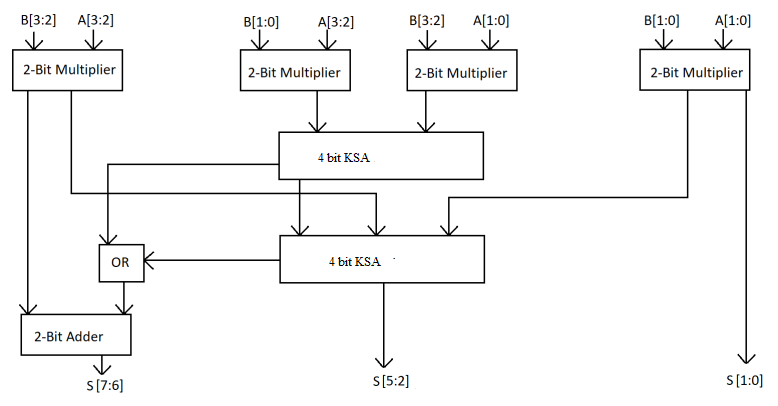 B[3:2] A[3:2] B[1:0] A[3:2] B[3:2] A[1:0] B[1:0] A[1:0]
2-Bit Multiplier 2-Bit Multiplier 2-Bit Multiplier 2-Bit Multiplier
4 bit KSA
OR 4 bit KSA
2-Bit Adder
S[7:6] S[5:2] S[1:0]